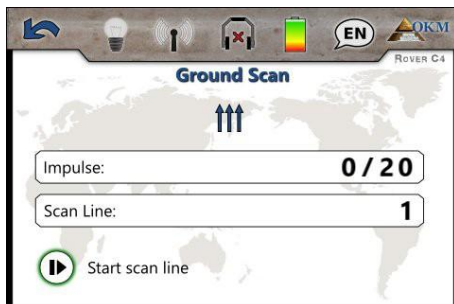 EN
OKM
ROVER C4
Ground Scan
Impulse: 0 / 20
Scan Line: 1
Start scan line